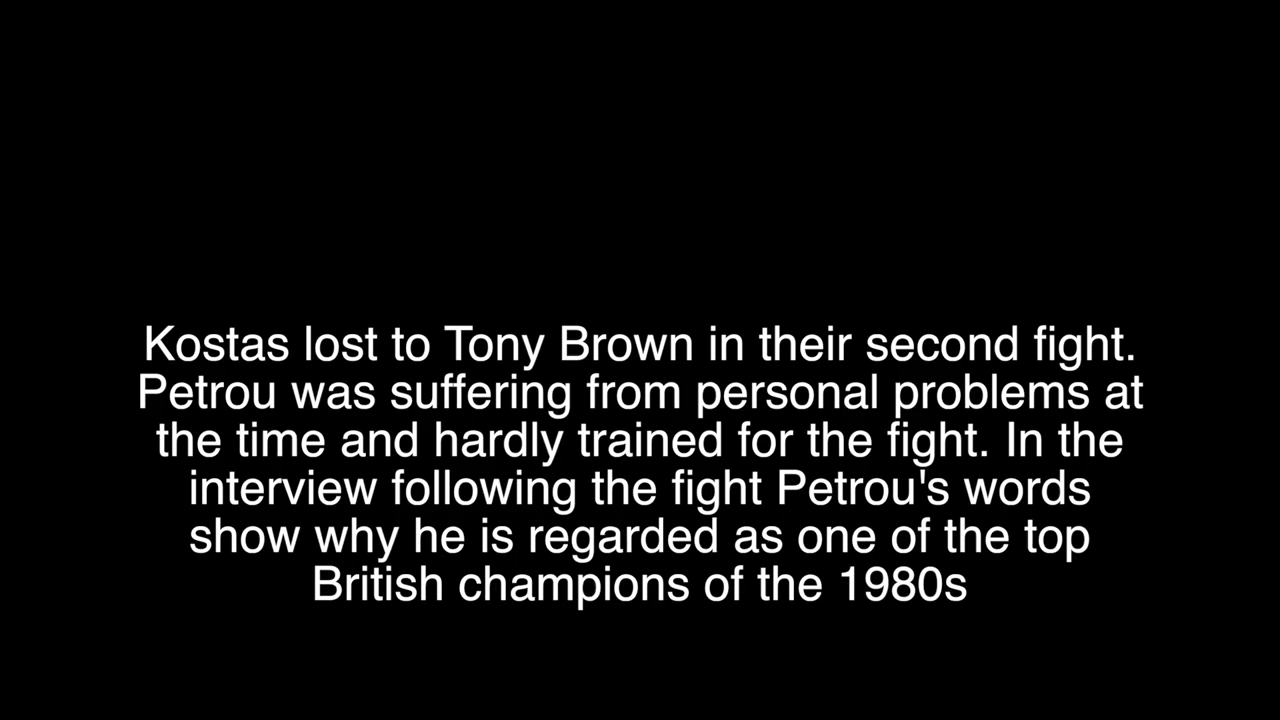 Kostas lost to Tony Brown in their second fight.
Petrou was suffering from personal problems at
the time and hardly trained for the fight. In the
interview following the fight Petrou's words
show why he is regarded as one of the top
British champions of the 1980s